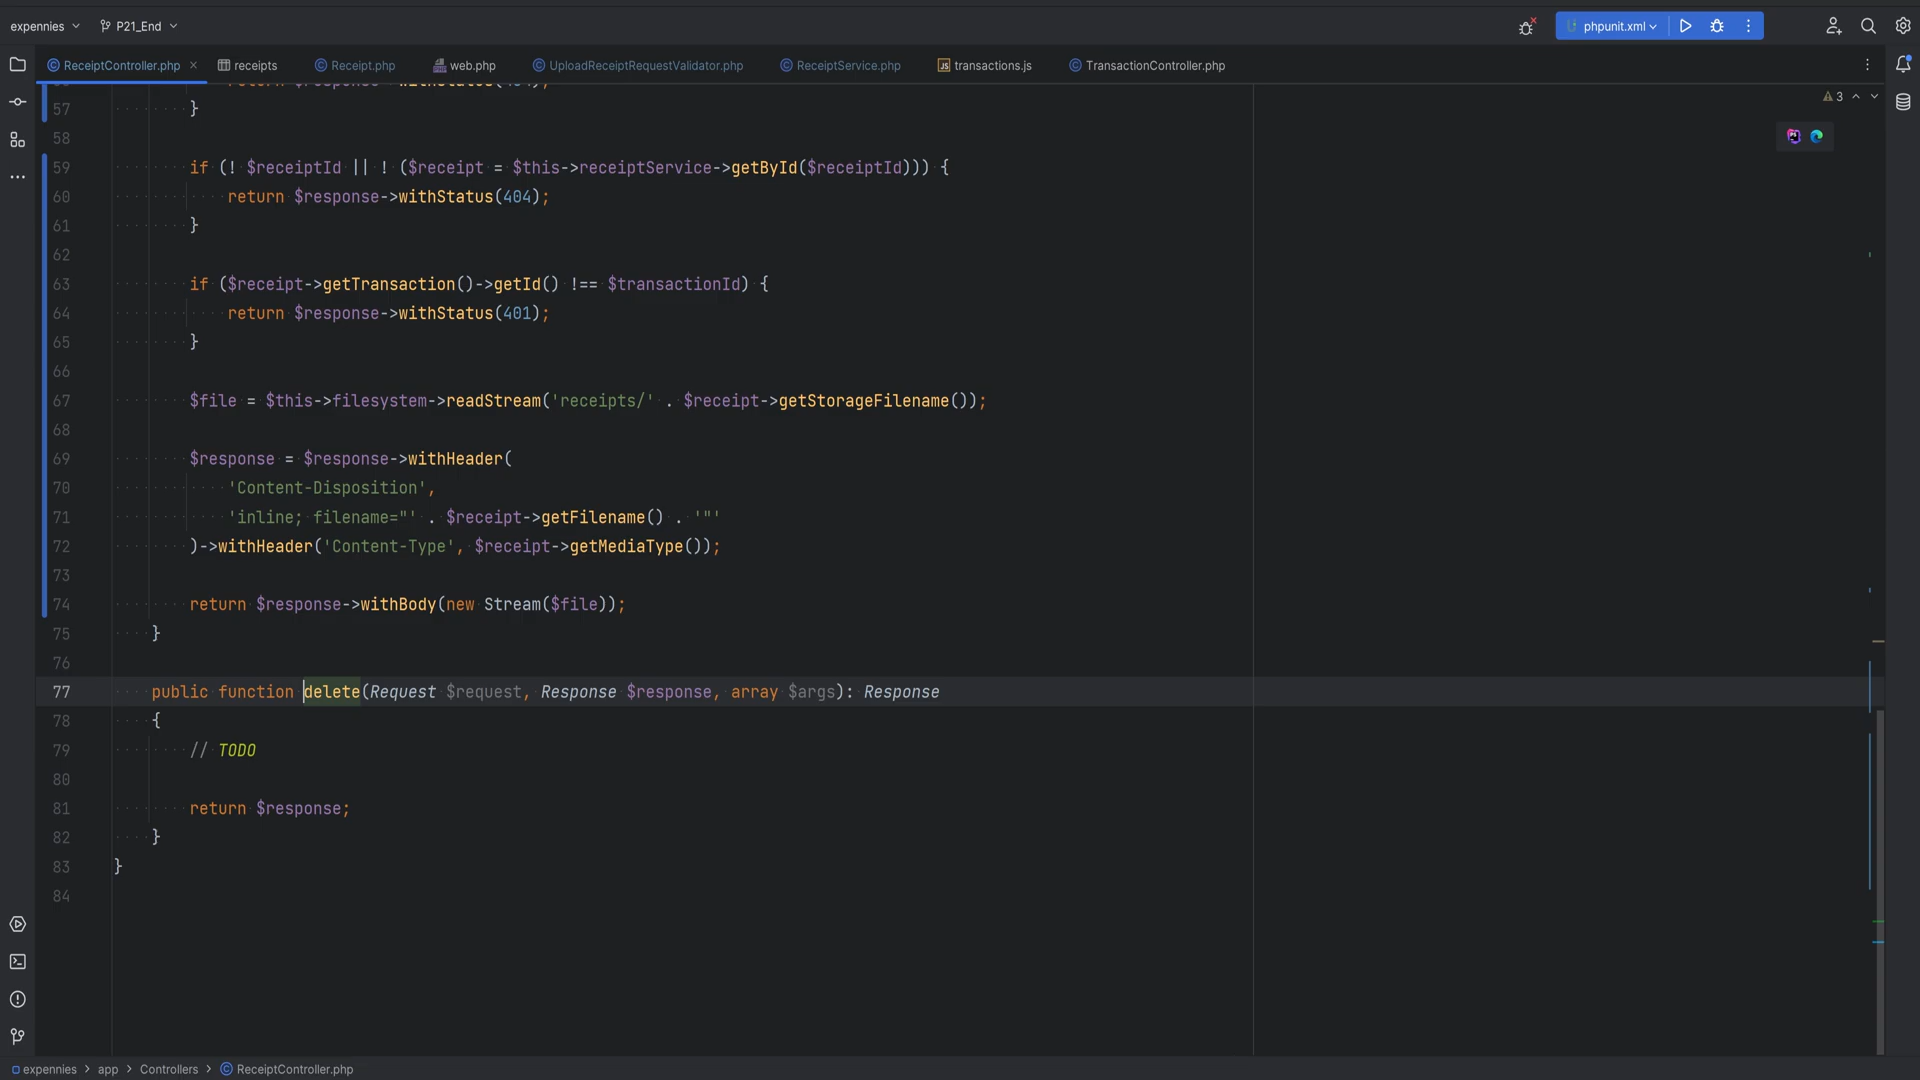 expennies
P21_End
phpunit.xml
ReceiptController.php
receipts
Receipt.php
web.php
UploadReceiptRequestValidator.php
ReceiptService.php
transactions.js
TransactionController.php
3
57 }
58
59 if (! $receiptId || ! ($receipt = $this->receiptService->getById($receiptId))) {
60 return $response->withStatus(404);
61 }
62
63 if ($receipt->getTransaction()->getId() !== $transactionId) {
64 return $response->withStatus(401);
65 }
66
67 $file = $this->filesystem->readStream('receipts/' . $receipt->getStorageFilename());
68
69 $response = $response->withHeader(
70 'Content-Disposition',
71 'inline; filename="' . $receipt->getFilename() . '"'
72 )->withHeader('Content-Type', $receipt->getMediaType());
73
74 return $response->withBody(new Stream($file));
75 }
76
77 public function delete(Request $request, Response $response, array $args): Response
78 {
79 // TODO
80
81 return $response;
82 }
83 }
84
expennies > app > Controllers > ReceiptController.php